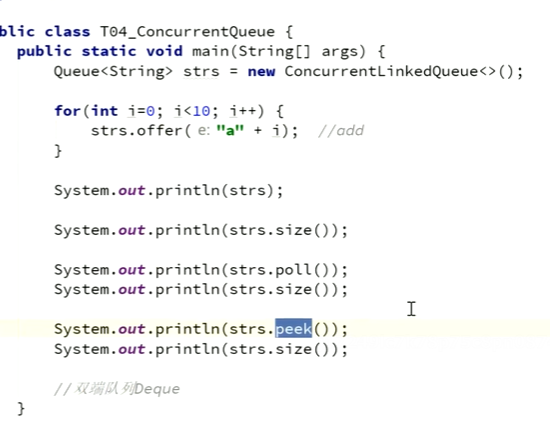 blic class T04_ConcurrentQueue {
public static void main(String[] args) {
Queue<String> strs = new ConcurrentLinkedQueue<>();
for(int i=0; i<10; i++) {
strs.offer( e: "a" + i); //add
}
System.out.println(strs);
System.out.println(strs.size());
System.out.println(strs.poll());
System.out.println(strs.size());
System.out.println(strs.peek());
System.out.println(strs.size());
//双端队列Deque
}